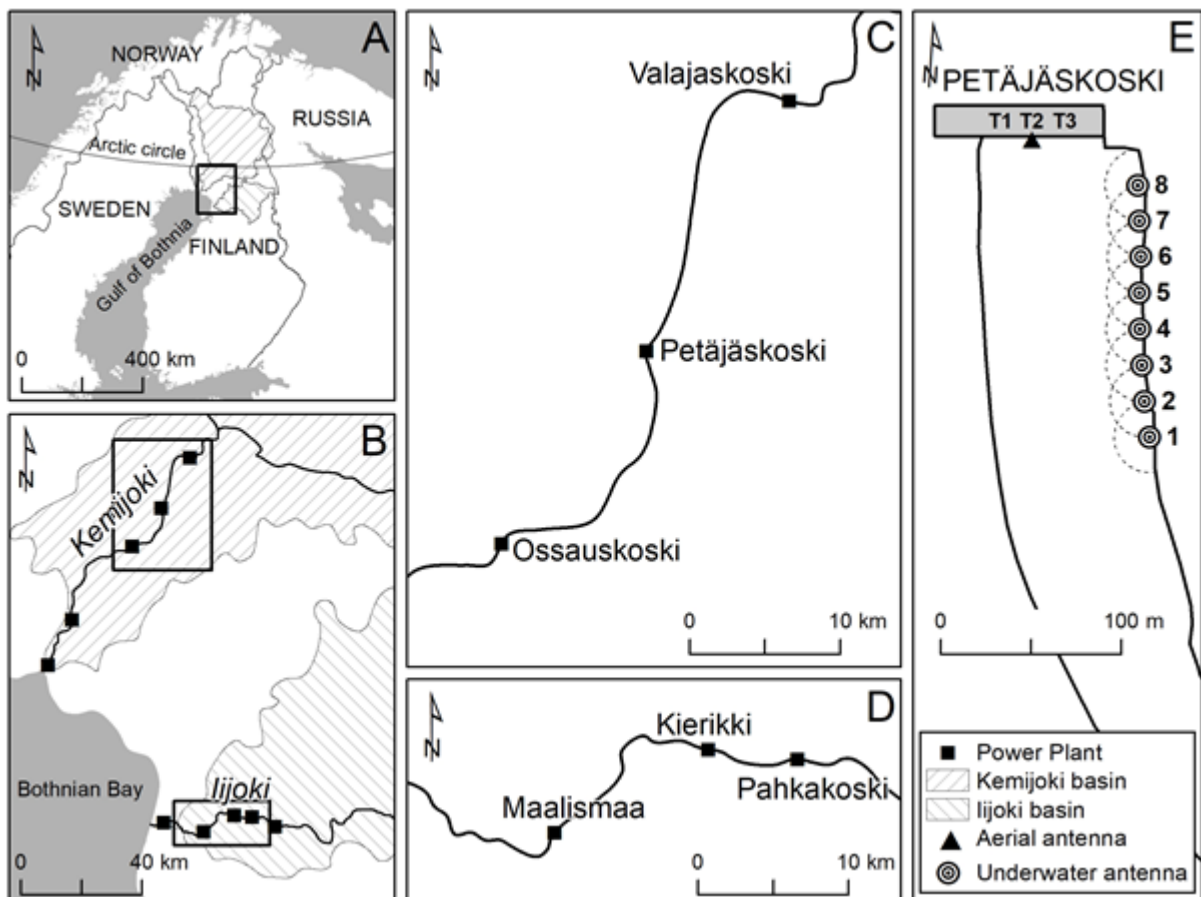 A
N
NORWAY
RUSSIA
Arctic circle
SWEDEN
FINLAND
Gulf of Bothnia
0 400 km
B
N
Kemijoki
Bothnian Bay
Iijoki
0 40 km
C
N
Valajaskoski
Petäjäskoski
Ossauskoski
0 10 km
D
N
Kierikki
Pahkakoski
Maalismaa
0 10 km
E
N
PETÄJÄSKOSKI
T1 T2 T3
8
7
6
5
4
3
2
1
0 100 m
Power Plant
Kemijoki basin
Iijoki basin
Aerial antenna
Underwater antenna